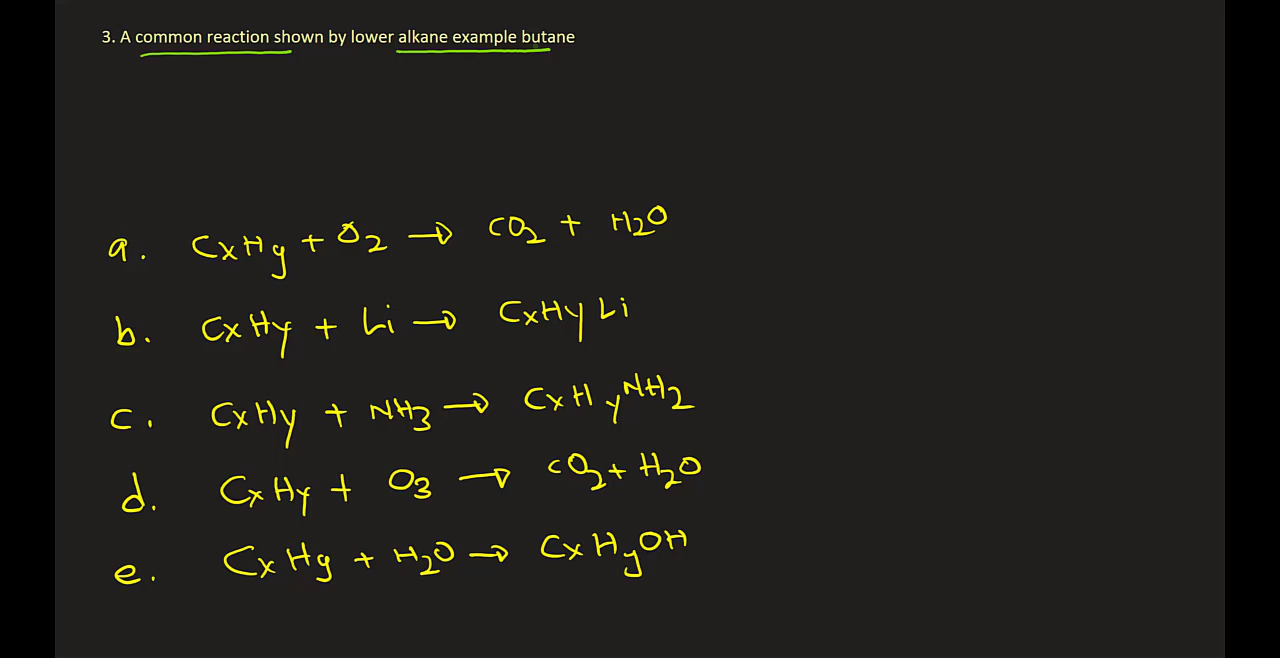 3. A common reaction shown by lower alkane example butane
a. CxHy + O2 → CO2 + H2O
b. CxHy + Li → CxHyLi
c. CxHy + NH3 → CxHyNH2
d. CxHy + O3 → CO2 + H2O
e. CxHy + H2O → CxHyOH